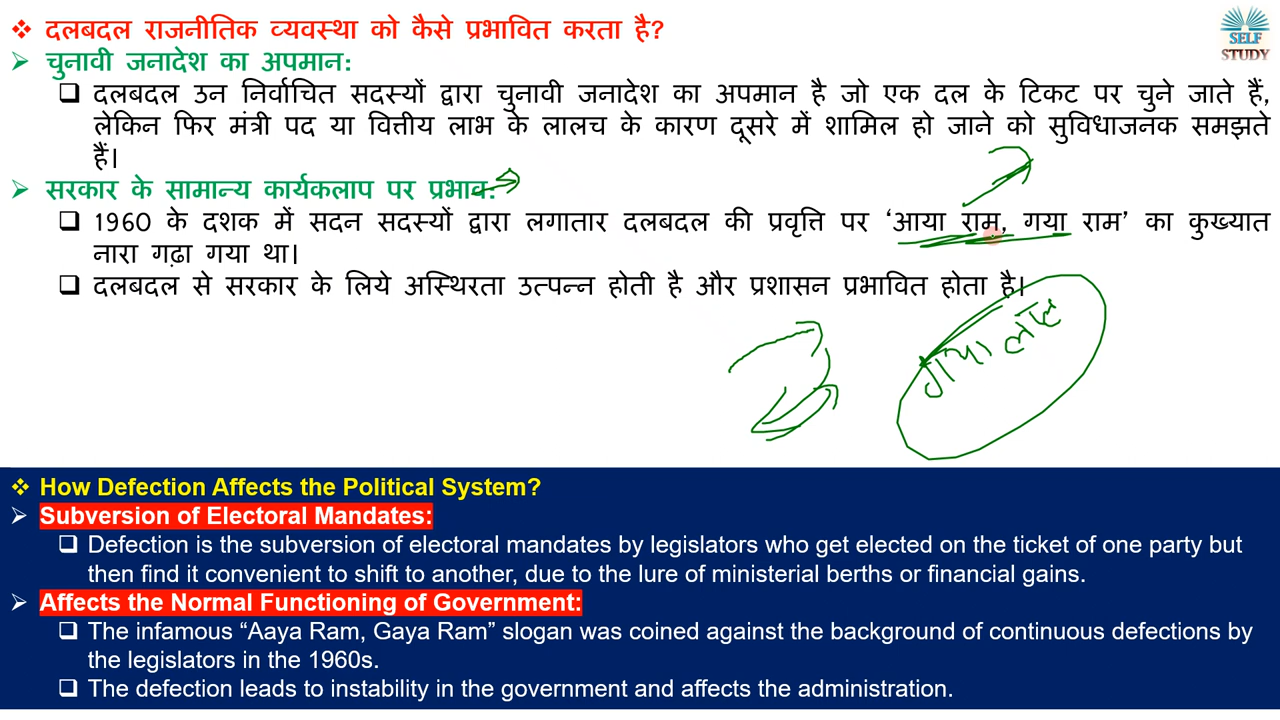 ❖ दलबदल राजनीतिक व्यवस्था को कैसे प्रभावित करता है?
SELF
STUDY
➢ चुनावी जनादेश का अपमान:
❑ दलबदल उन निर्वाचित सदस्यों द्वारा चुनावी जनादेश का अपमान है जो एक दल के टिकट पर चुने जाते हैं,
लेकिन फिर मंत्री पद या वित्तीय लाभ के लालच के कारण दूसरे में शामिल हो जाने को सुविधाजनक समझते
हैं।
➢ सरकार के सामान्य कार्यकलाप पर प्रभाव:
❑ 1960 के दशक में सदन सदस्यों द्वारा लगातार दलबदल की प्रवृत्ति पर ‘आया राम, गया राम’ का कुख्यात
नारा गढ़ा गया था।
❑ दलबदल से सरकार के लिये अस्थिरता उत्पन्न होती है और प्रशासन प्रभावित होता है।
गया
❖ How Defection Affects the Political System?
➢ Subversion of Electoral Mandates:
❑ Defection is the subversion of electoral mandates by legislators who get elected on the ticket of one party but
then find it convenient to shift to another, due to the lure of ministerial berths or financial gains.
➢ Affects the Normal Functioning of Government:
❑ The infamous “Aaya Ram, Gaya Ram” slogan was coined against the background of continuous defections by
the legislators in the 1960s.
❑ The defection leads to instability in the government and affects the administration.